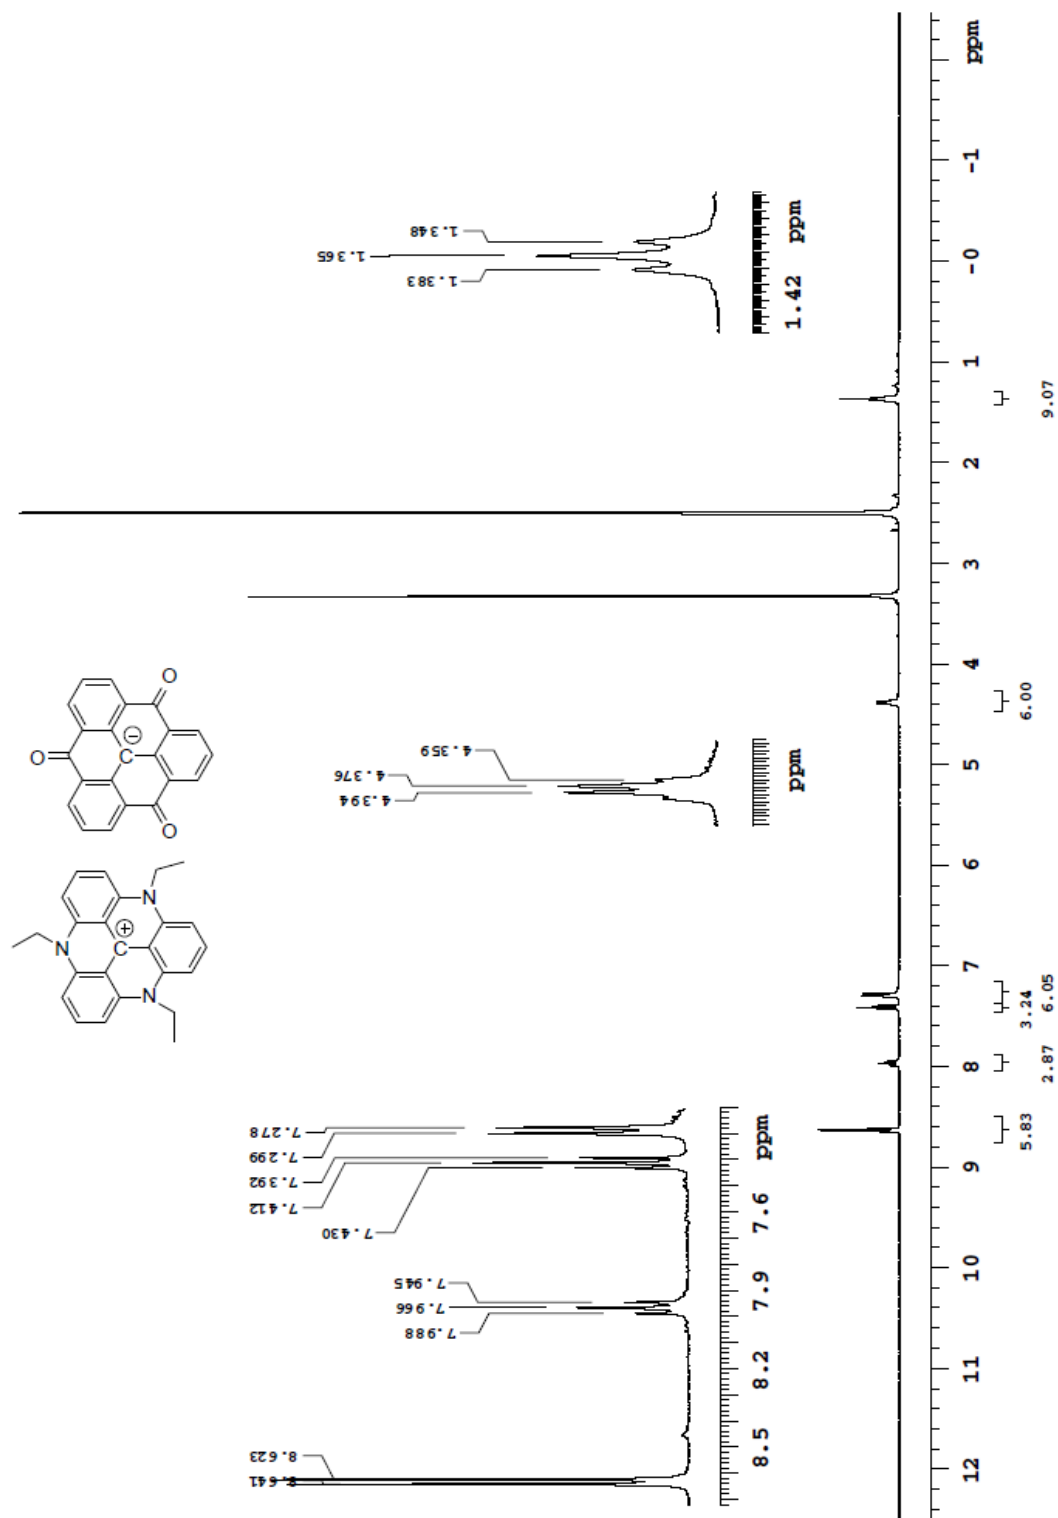 O
O
O
C
−
N
N
N
C
+
8.641
8.623
7.988
7.966
7.945
7.430
7.412
7.392
7.299
7.278
4.394
4.376
4.359
1.383
1.365
1.348
8.5 8.2 7.9 7.6 ppm
ppm
1.42 ppm
12 11 10 9 8 7 6 5 4 3 2 1 -0 -1 ppm
5.83
2.87
3.24
6.05
6.00
9.07